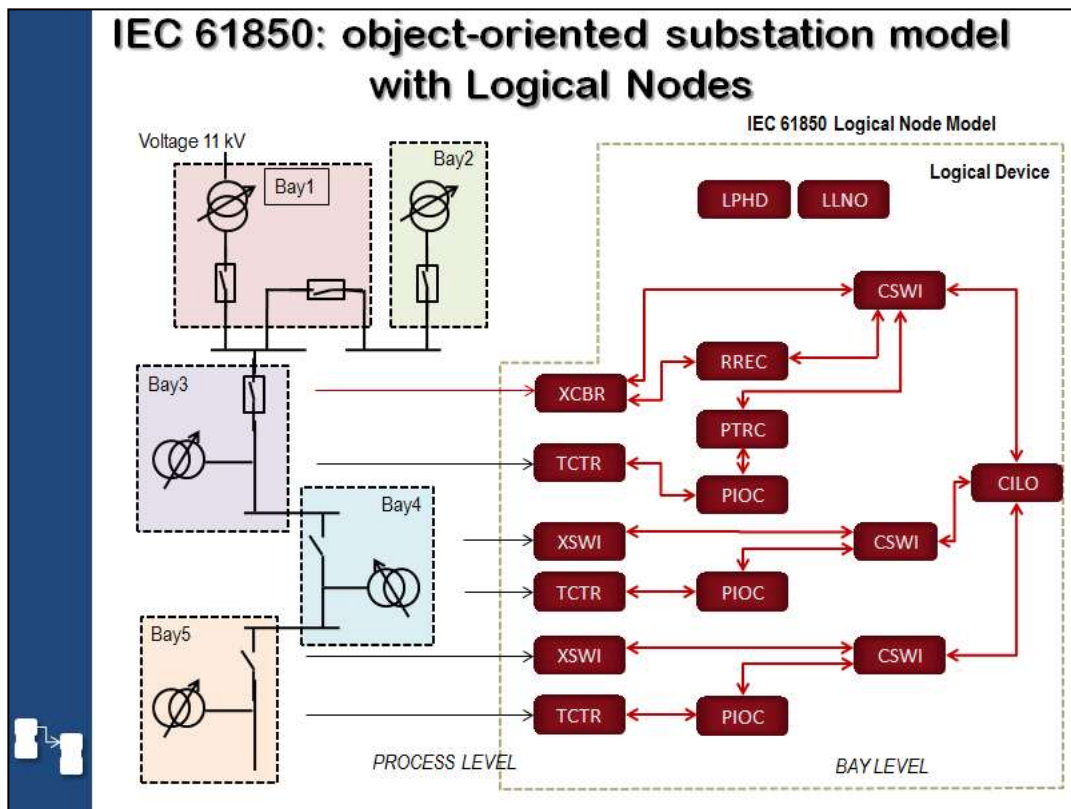 IEC 61850: object-oriented substation model
with Logical Nodes
IEC 61850 Logical Node Model
Voltage 11 kV
Bay1
Bay2
Logical Device
LPHD
LLNO
CSWI
RREC
Bay3
XCBR
PTRC
TCTR
PIOC
CILO
Bay4
XSWI
CSWI
TCTR
PIOC
Bay5
XSWI
CSWI
TCTR
PIOC
PROCESS LEVEL
BAY LEVEL